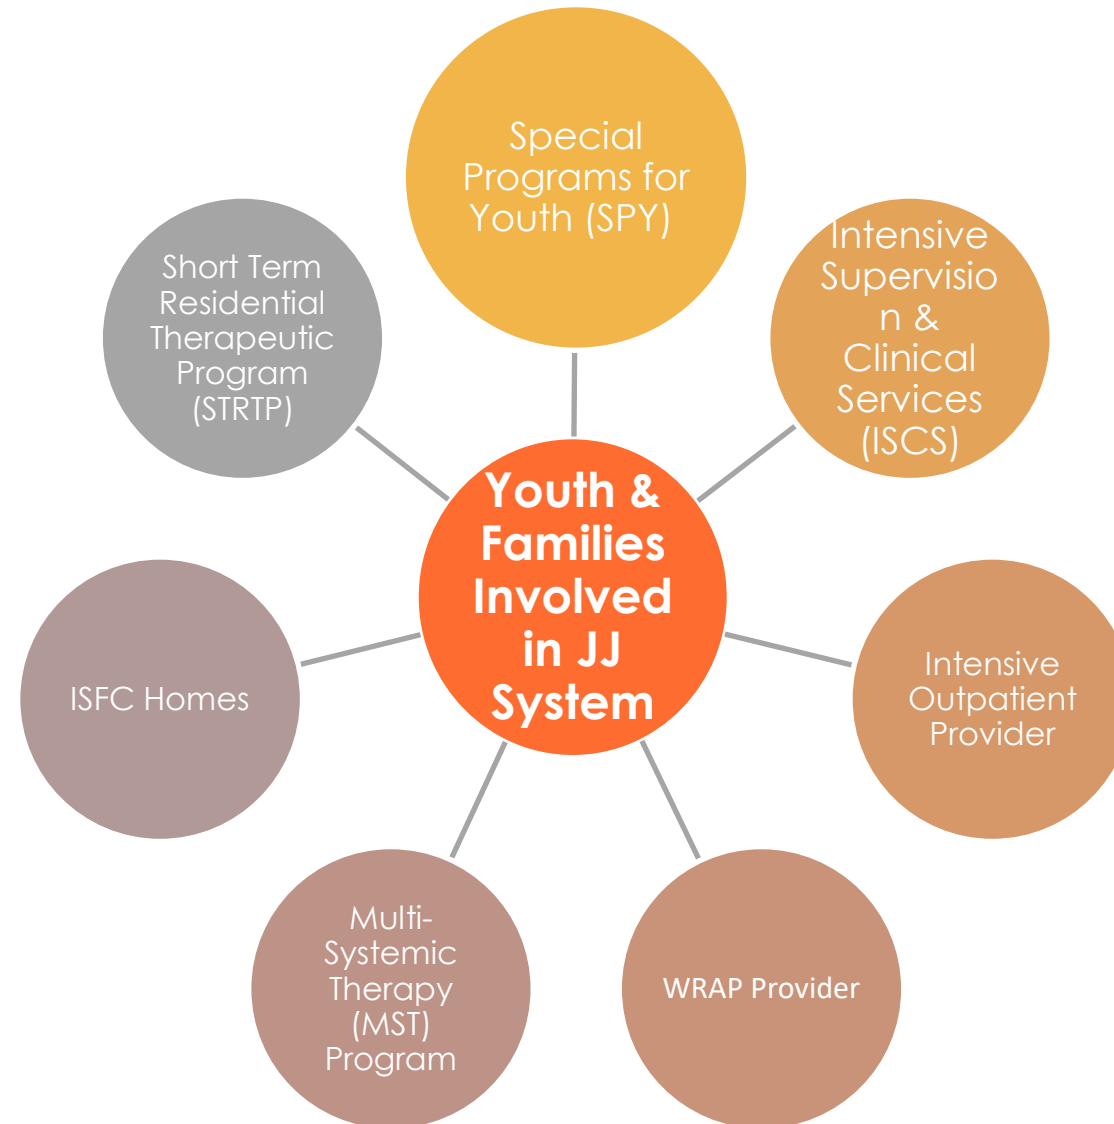 Special
Programs for
Youth (SPY)
Intensive
Supervisio
n &
Clinical
Services
(ISCS)
Short Term
Residential
Therapeutic
Program
(STRTP)
Youth &
Families
Involved
in JJ
System
Intensive
Outpatient
Provider
ISFC Homes
Multi-
Systemic
Therapy
(MST)
Program
WRAP Provider